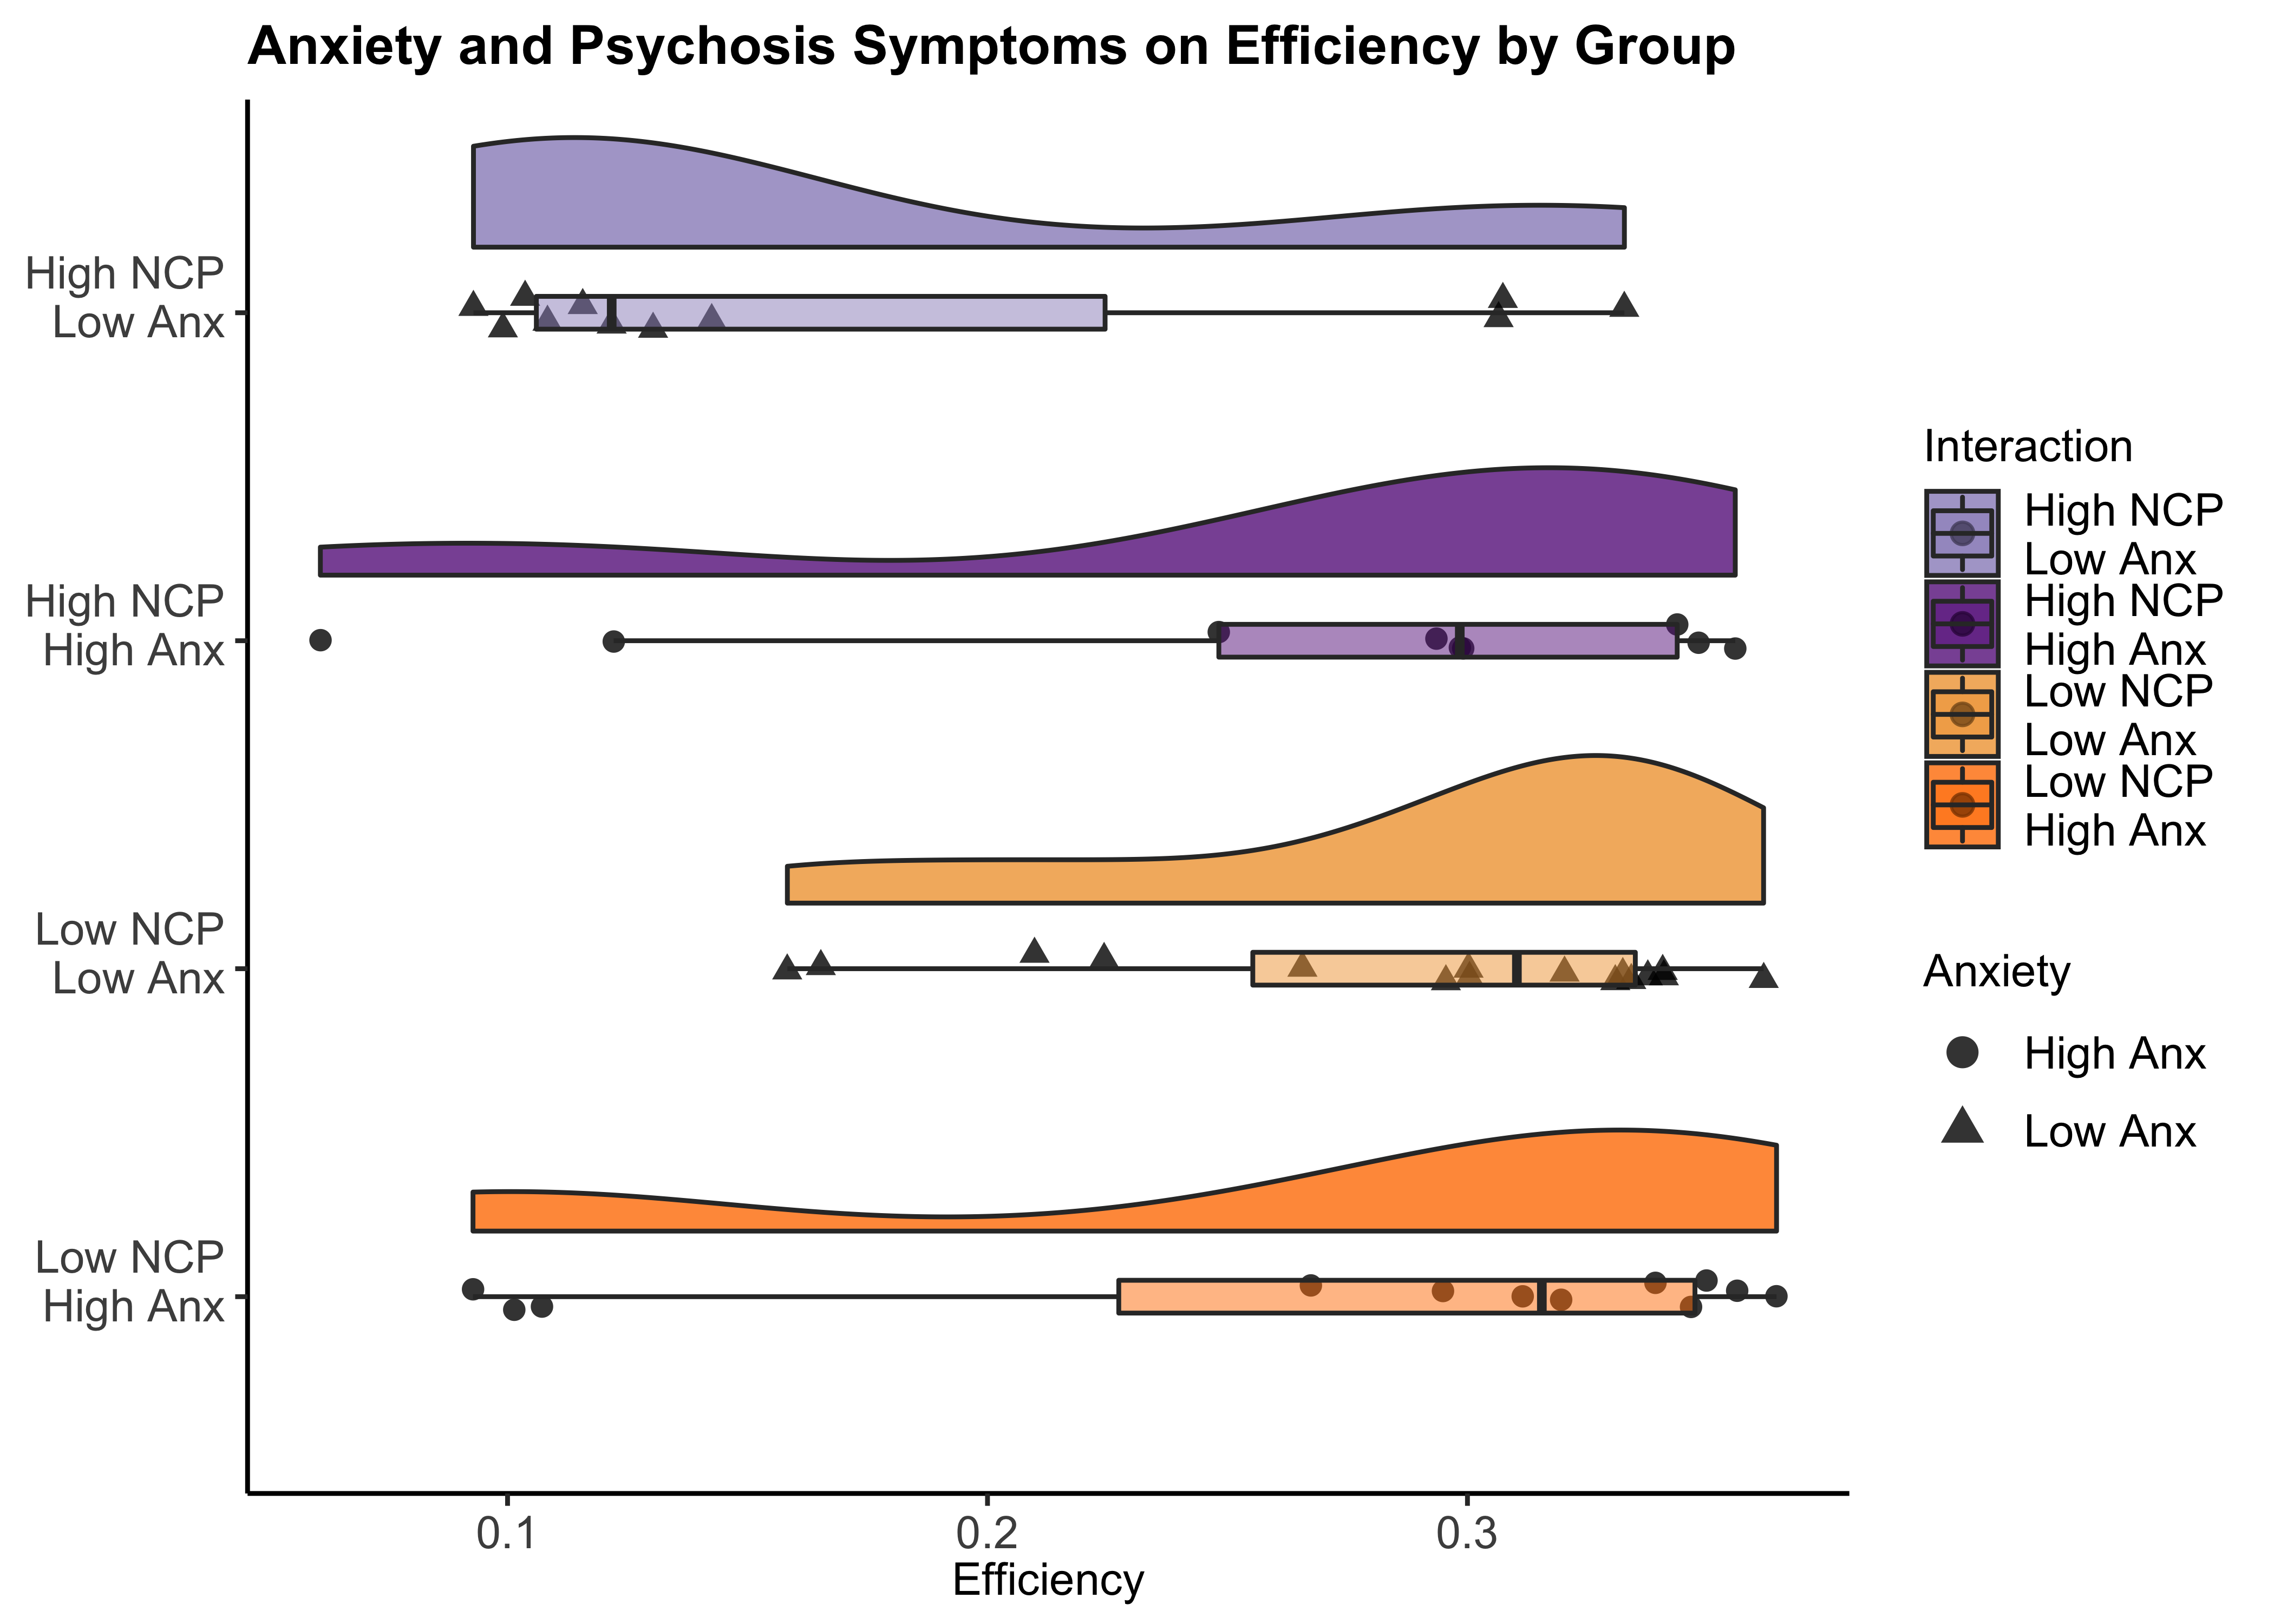 Anxiety and Psychosis Symptoms on Efficiency by Group
High NCP
Low Anx
High NCP
High Anx
Low NCP
Low Anx
Low NCP
High Anx
0.1
0.2
0.3
Efficiency
Interaction
High NCP
Low Anx
High NCP
High Anx
Low NCP
Low Anx
Low NCP
High Anx
Anxiety
High Anx
Low Anx